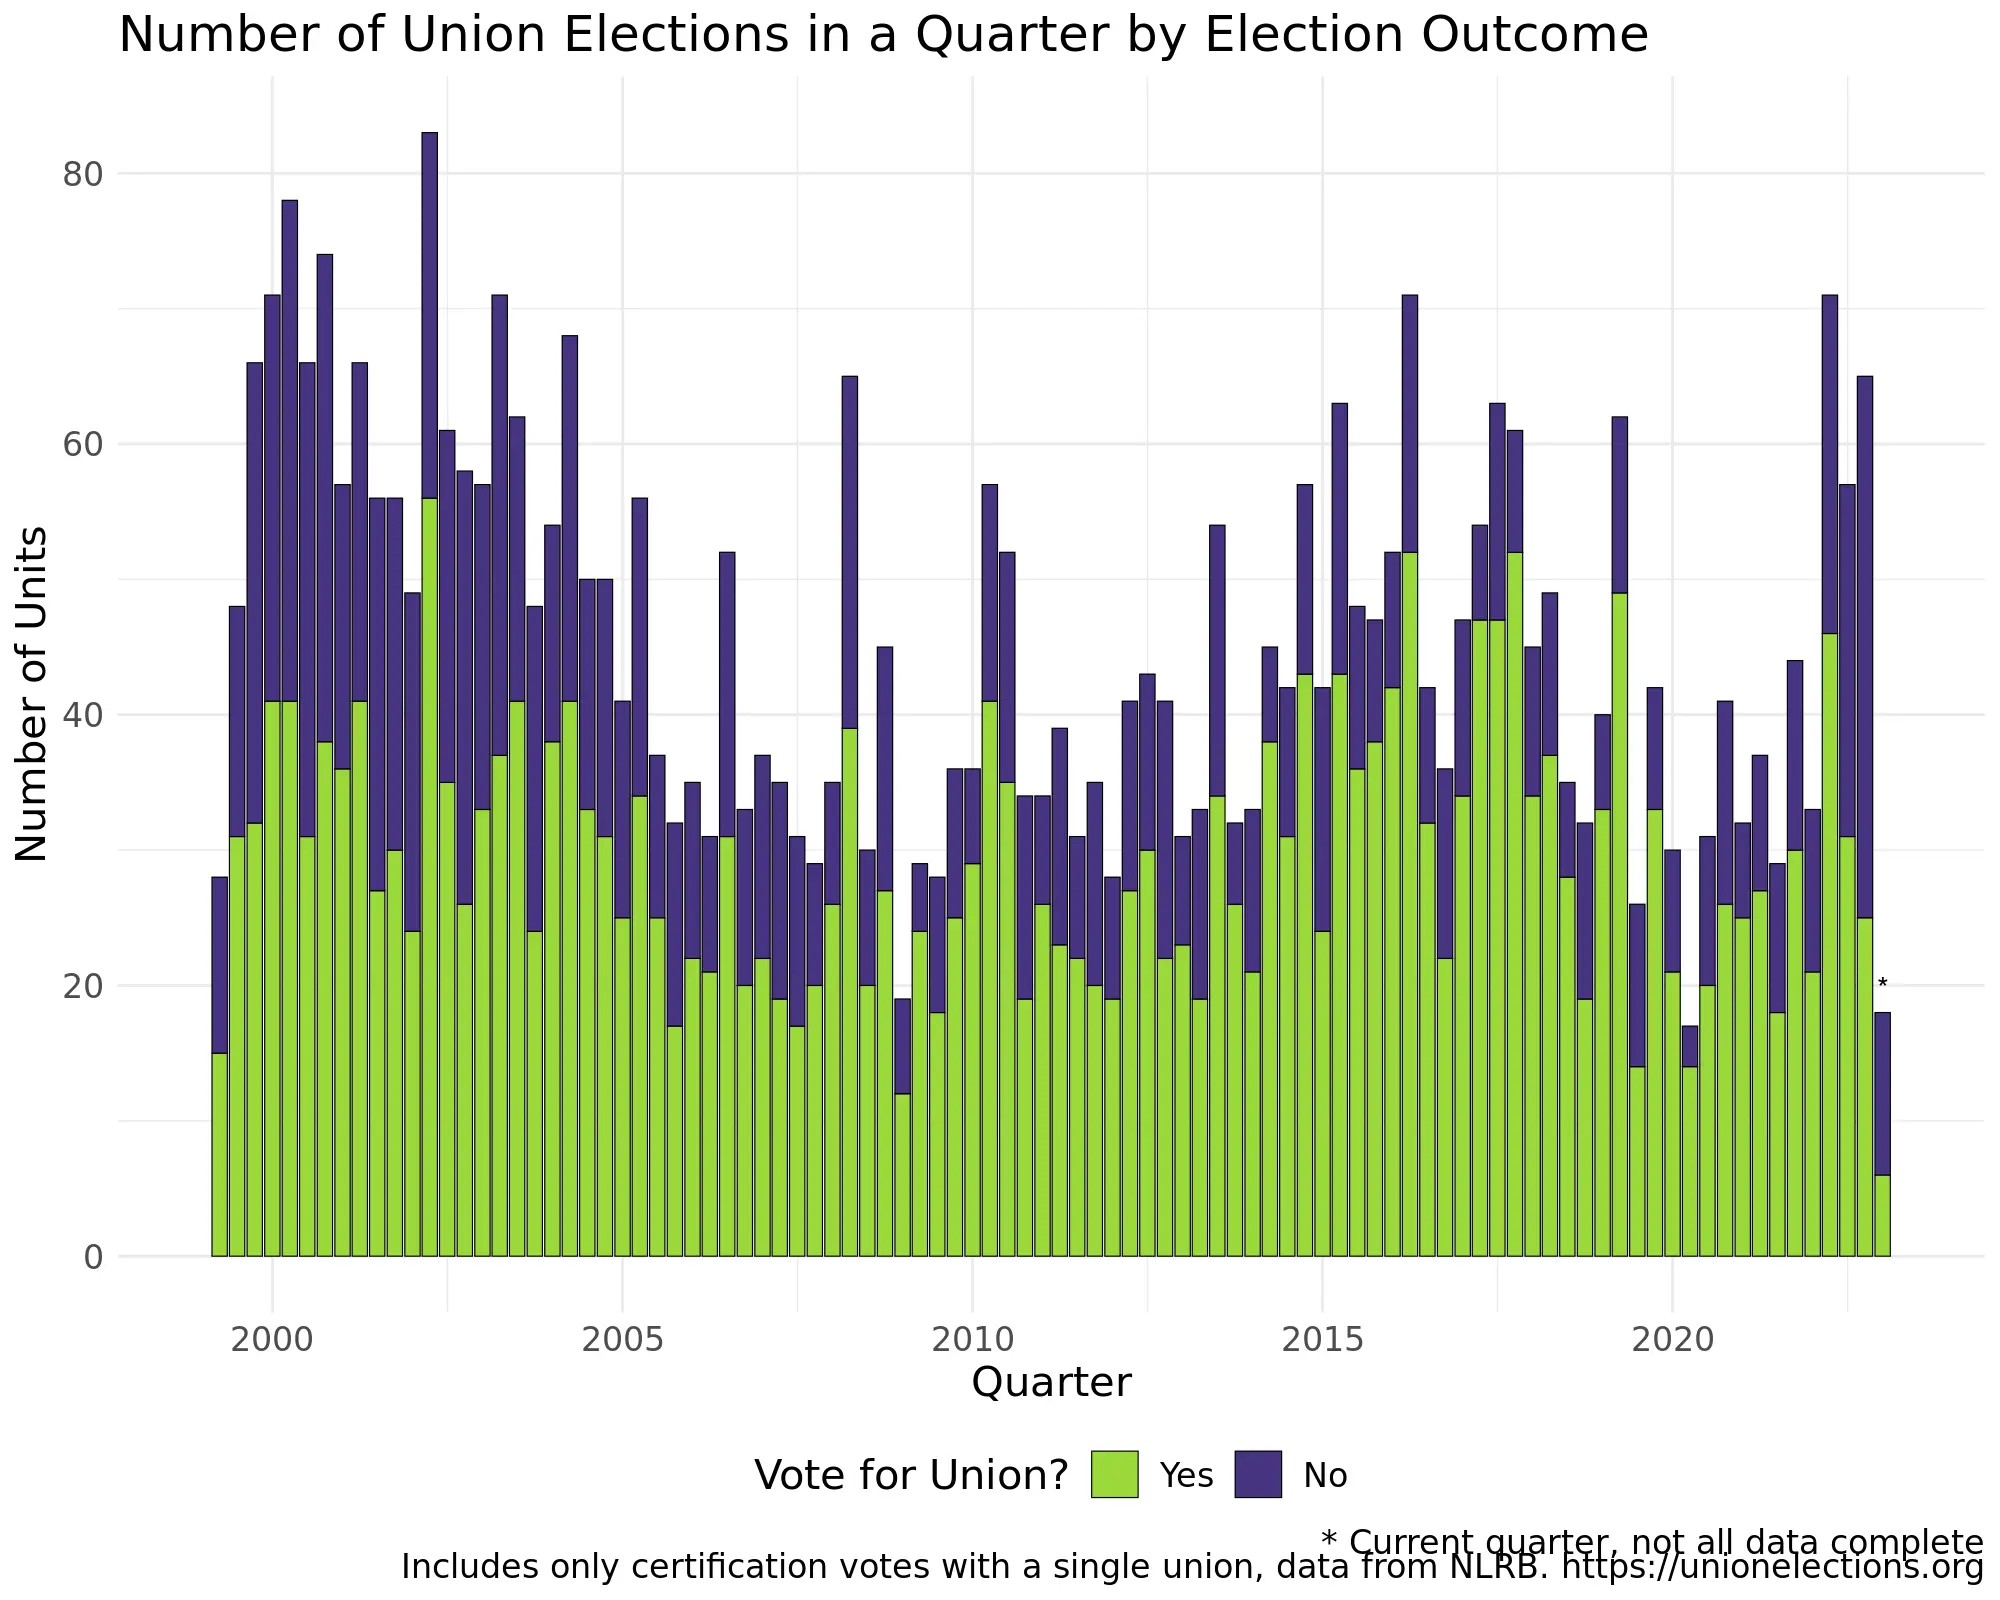 Number of Union Elections in a Quarter by Election Outcome
Number of Units
80
60
40
20
0
*
2000 2005 2010 2015 2020
Quarter
Vote for Union? Yes No
* Current quarter, not all data complete
Includes only certification votes with a single union, data from NLRB. https://unionelections.org